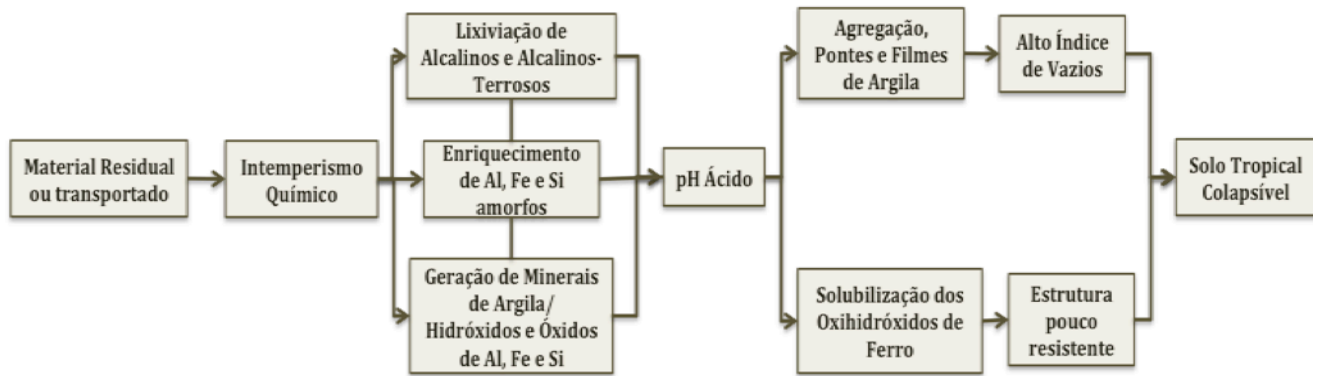 Material Residual
ou transportado
Intemperismo
Químico
Lixiviação de
Alcalinos e Alcalinos-
Terrosos
Enriquecimento
de Al, Fe e Si
amorfos
Geração de Minerais
de Argila/
Hidróxidos e Óxidos
de Al, Fe e Si
pH Ácido
Agregação,
Pontes e Filmes
de Argila
Alto Índice
de Vazios
Solubilização dos
Oxihidróxidos de
Ferro
Estrutura
pouco
resistente
Solo Tropical
Colapsível